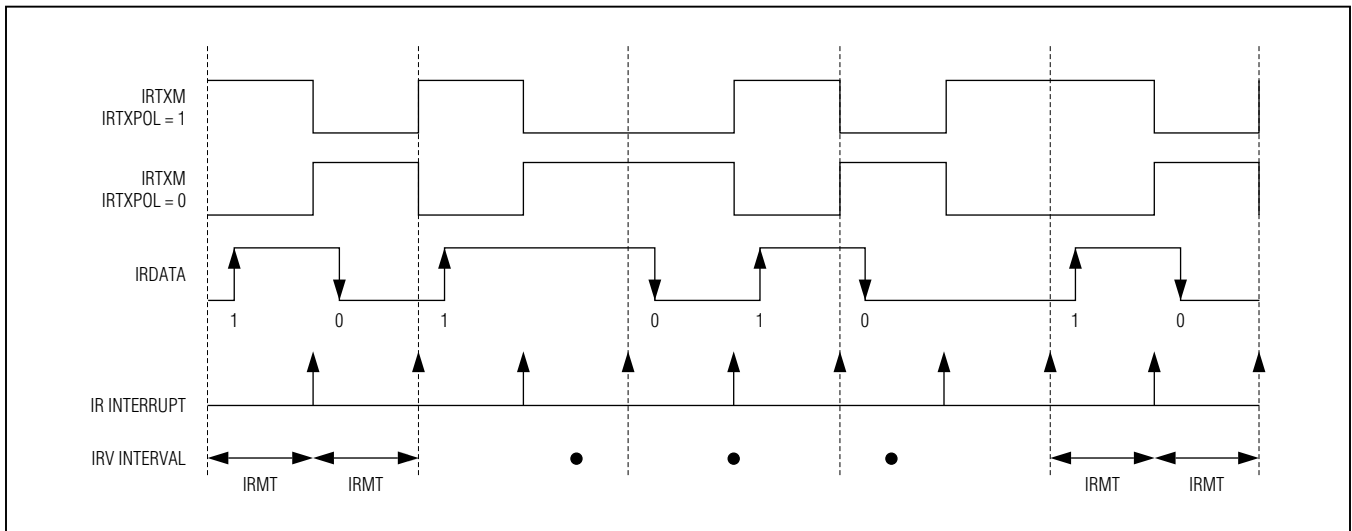 IRTXM
IRTXPOL = 1
IRTXM
IRTXPOL = 0
IRDATA
1 0 1 0 1 0 1 0
IR INTERRUPT
IRV INTERVAL
IRMT IRMT IRMT IRMT